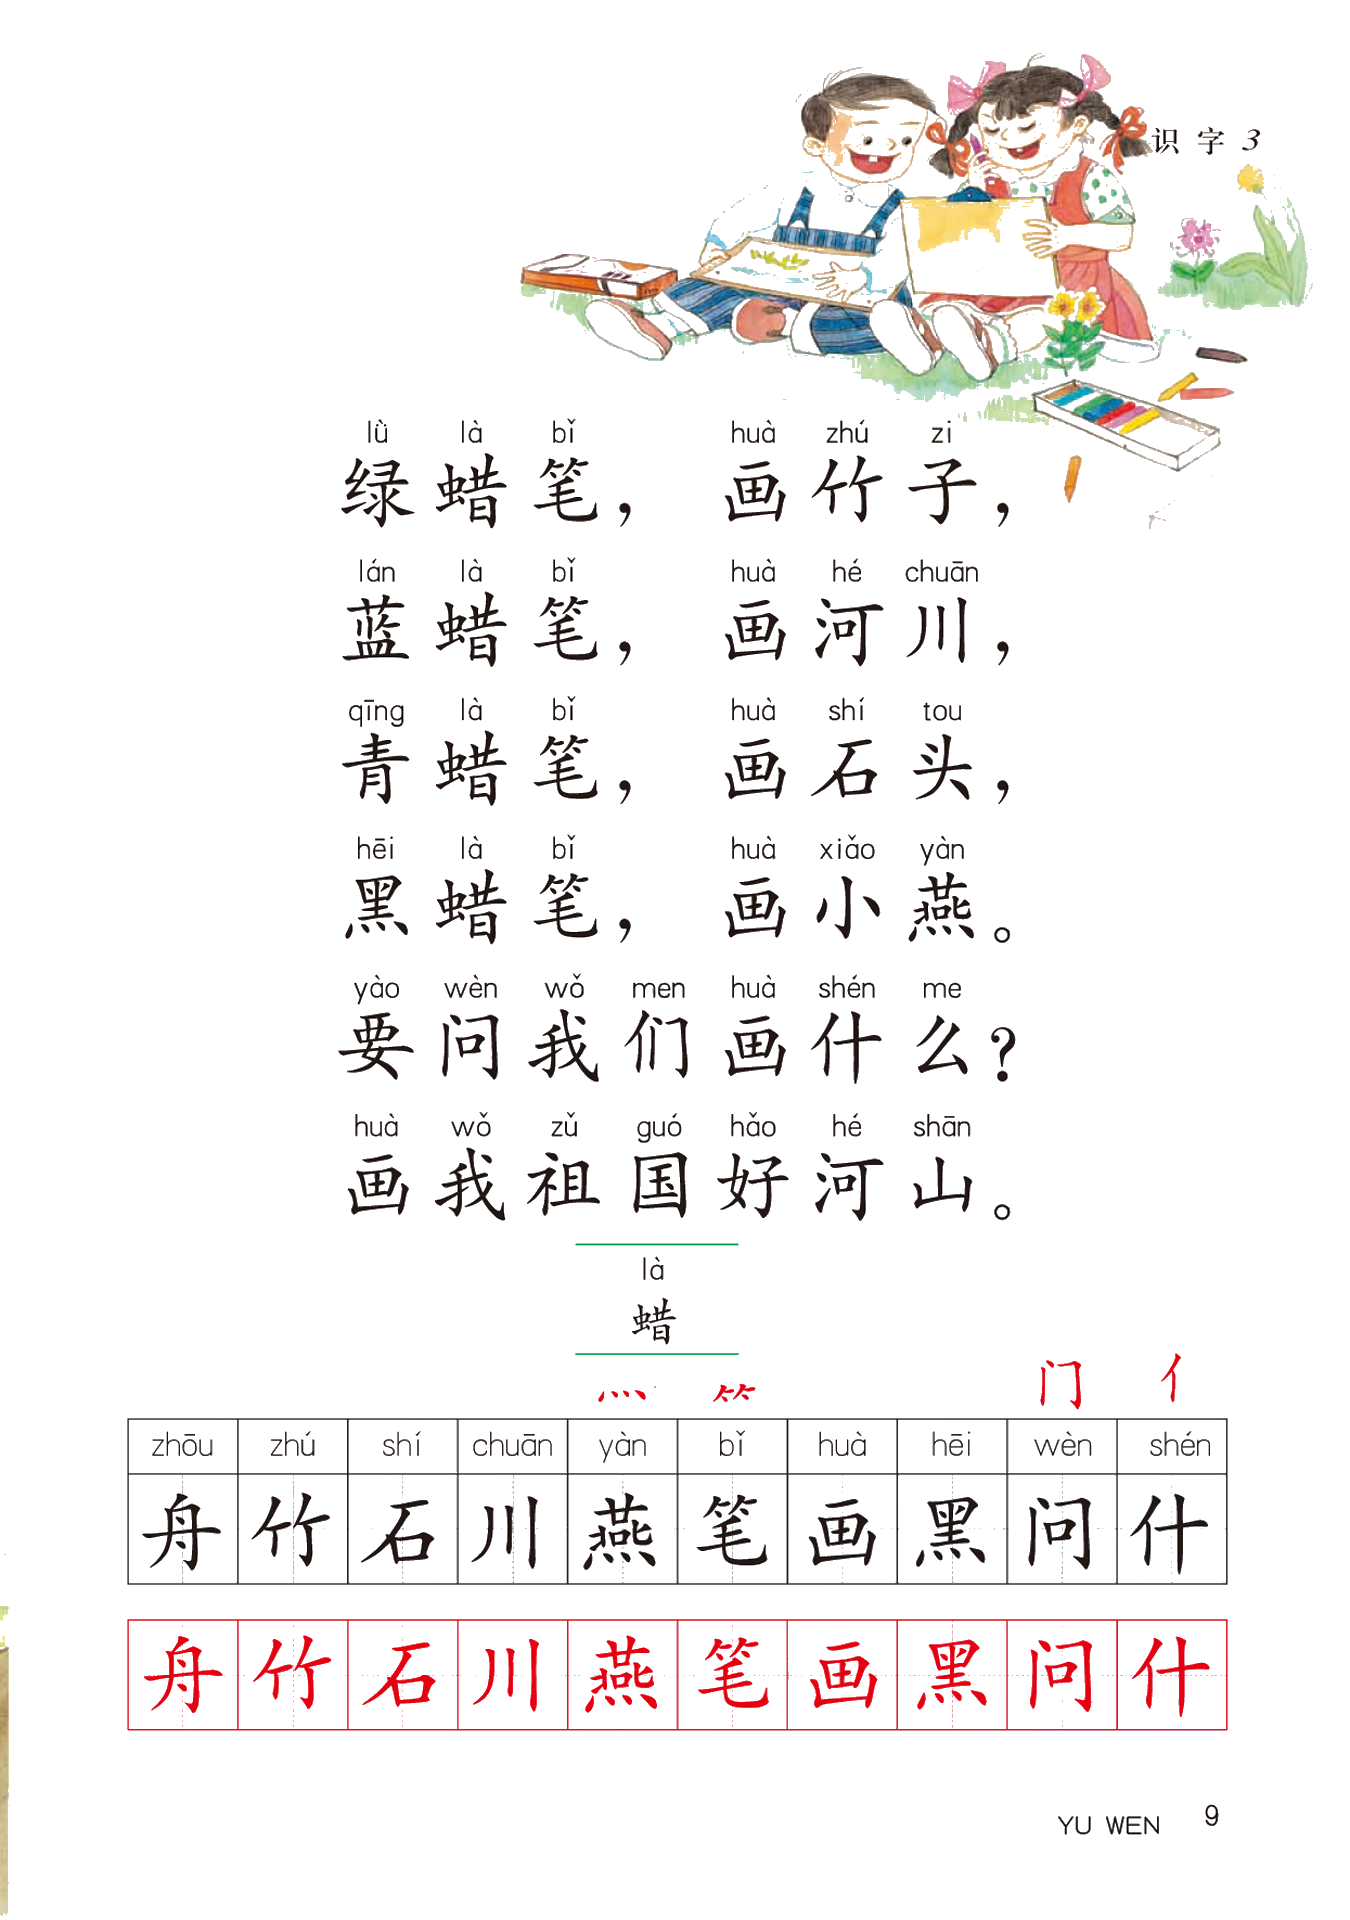 识 字 3
lǜ là bǐ huà zhú zi
绿蜡笔， 画竹子，
lán là bǐ huà hé chuān
蓝蜡笔， 画河川，
qīng là bǐ huà shí tou
青蜡笔， 画石头，
hēi là bǐ huà xiǎo yàn
黑蜡笔， 画小燕。
yào wèn wǒ men huà shén me
要问我们画什么？
huà wǒ zǔ guó hǎo hé shān
画我祖国好河山。
là
蜡
灬 ⺮ 门 亻
zhōu zhú shí chuān yàn bǐ huà hēi wèn shén
舟 竹 石 川 燕 笔 画 黑 问 什
舟 竹 石 川 燕 笔 画 黑 问 什
YU WEN 9